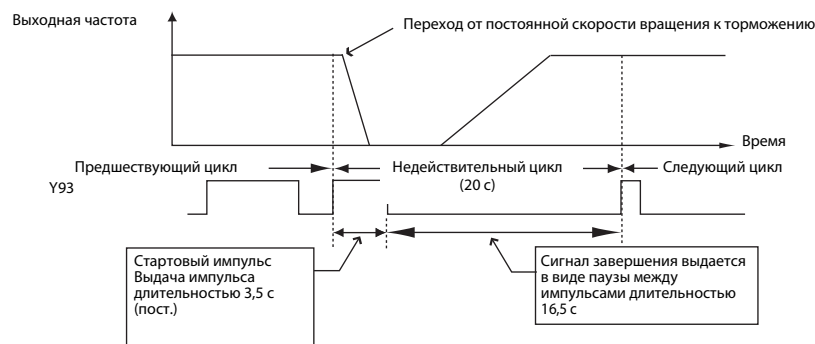 Выходная частота
Переход от постоянной скорости вращения к торможению
Время
Предшествующий цикл
Недействительный цикл
(20 с)
Следующий цикл
Y93
Стартовый импульс
Выдача импульса
длительностью 3,5 с
(пост.)
Сигнал завершения выдается
в виде паузы между
импульсами длительностью
16,5 с